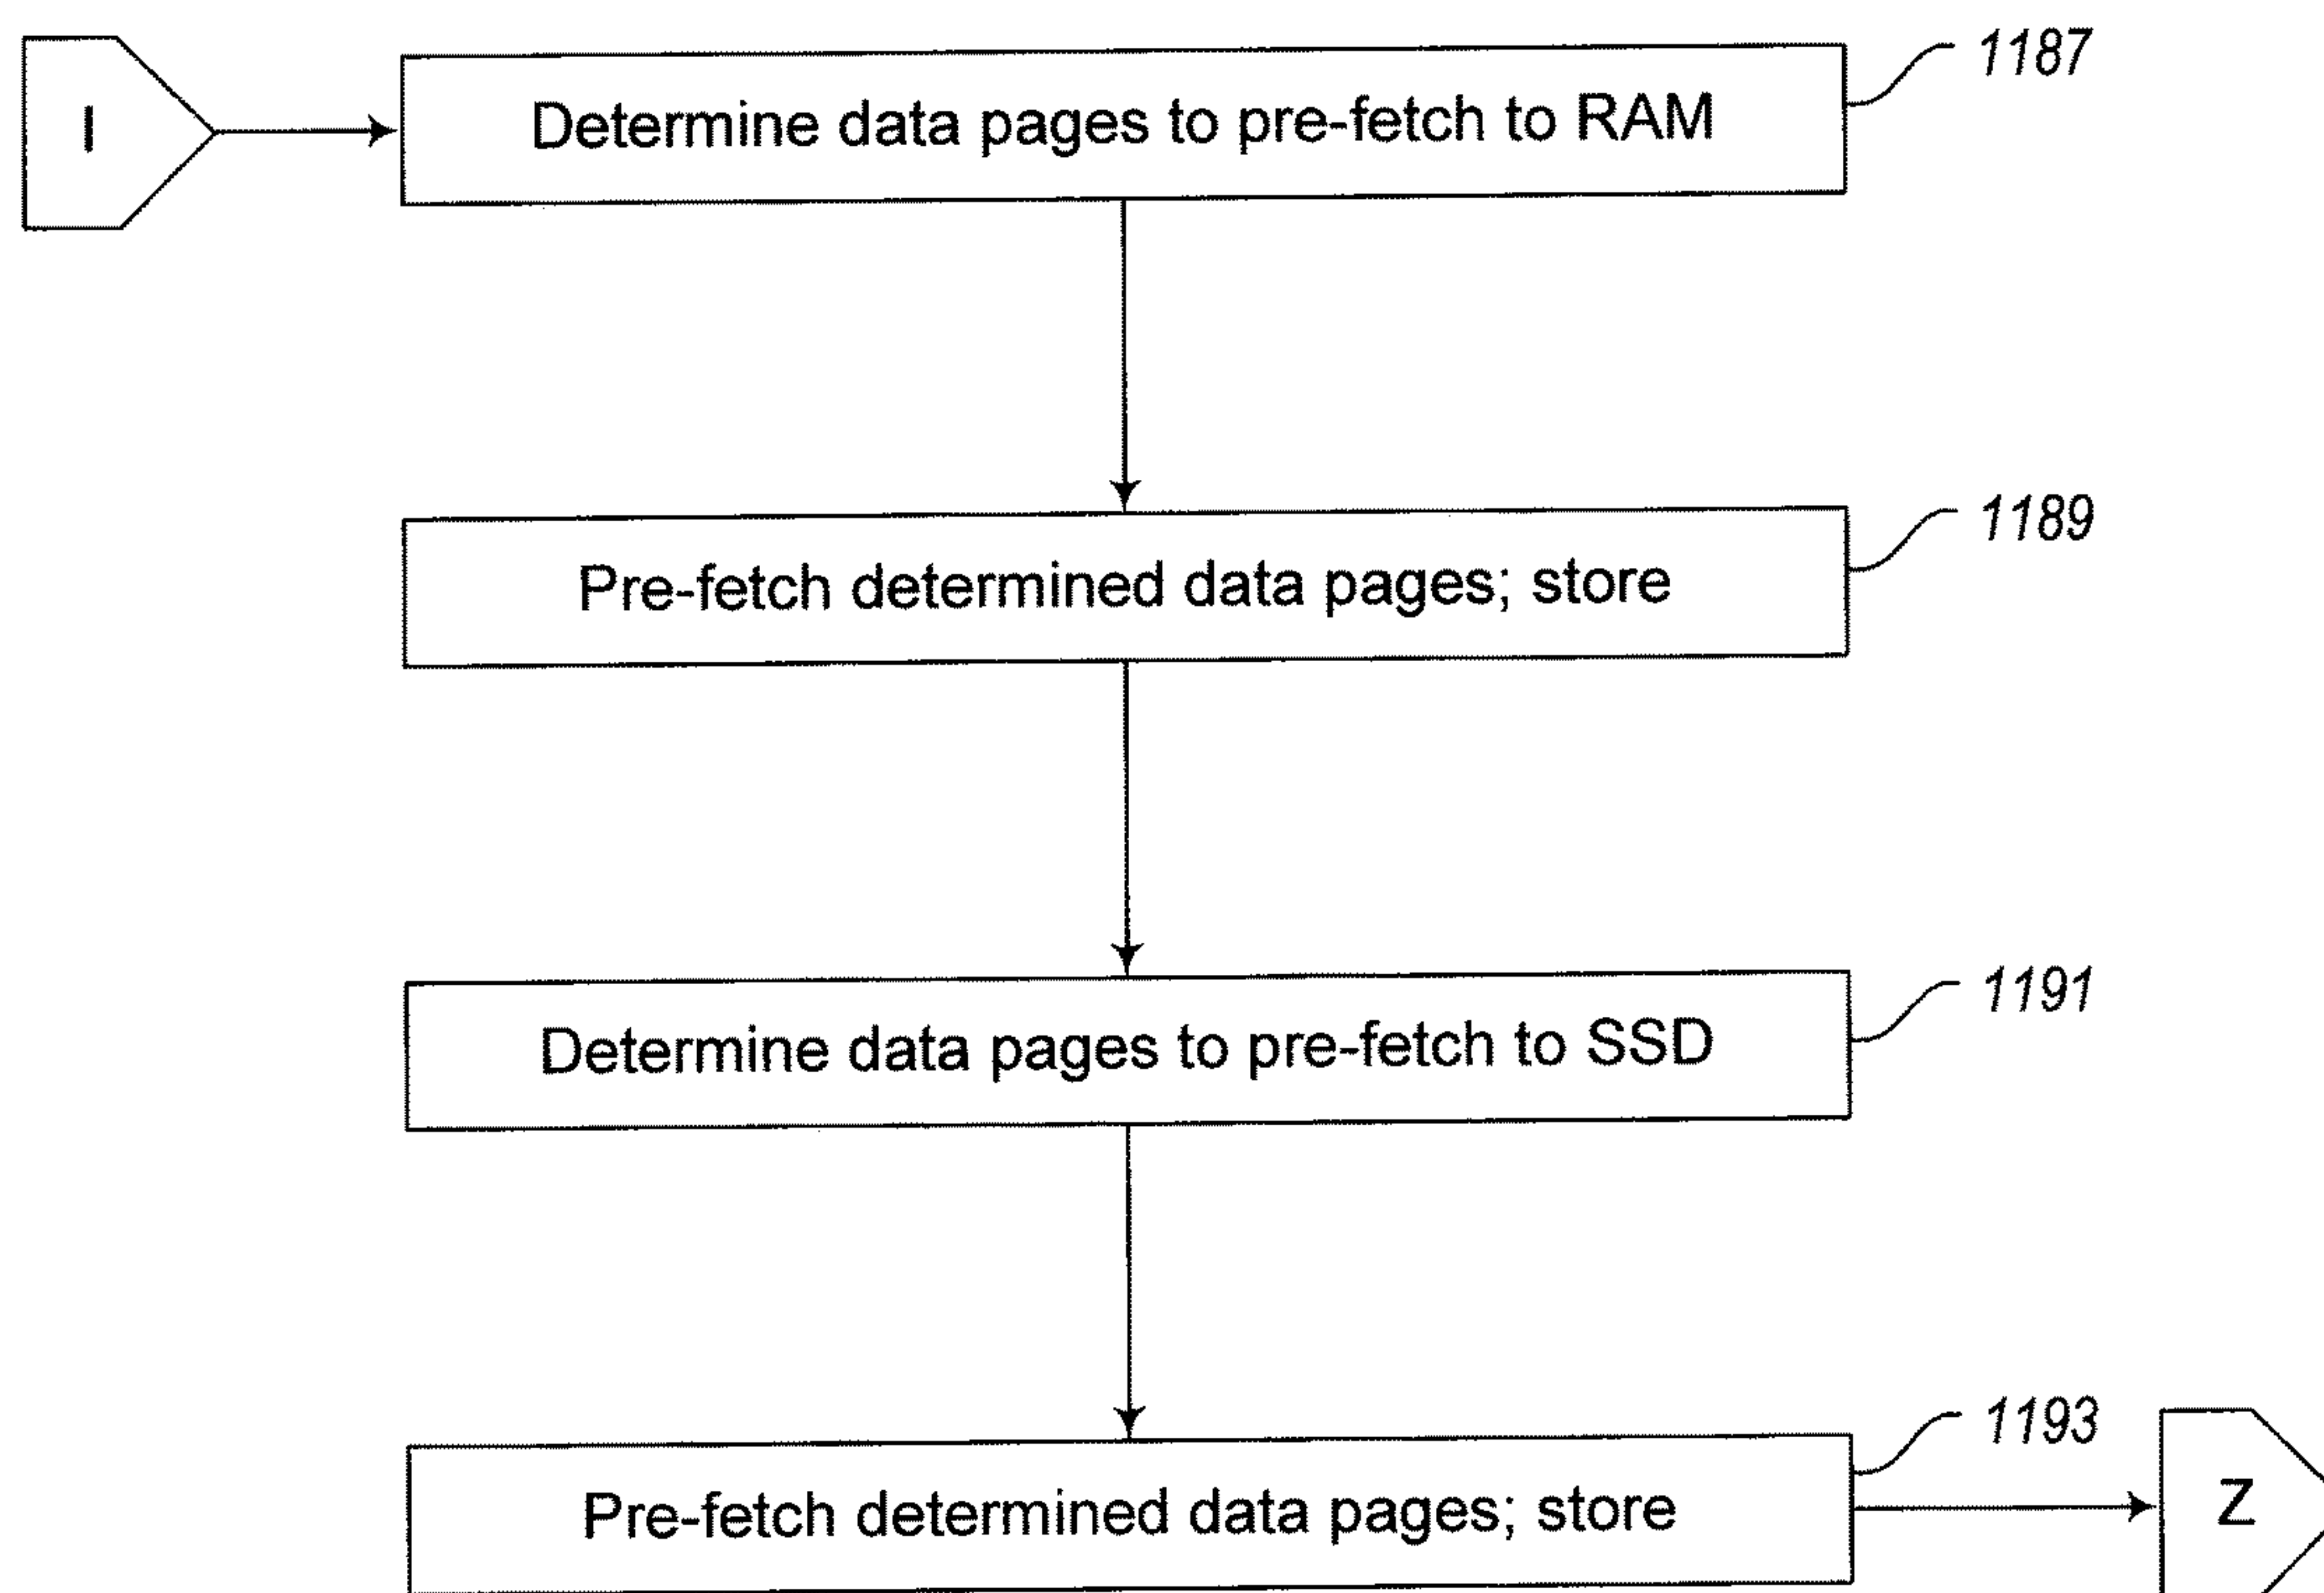 I
Determine data pages to pre-fetch to RAM
1187
Pre-fetch determined data pages; store
1189
Determine data pages to pre-fetch to SSD
1191
Pre-fetch determined data pages; store
1193
Z